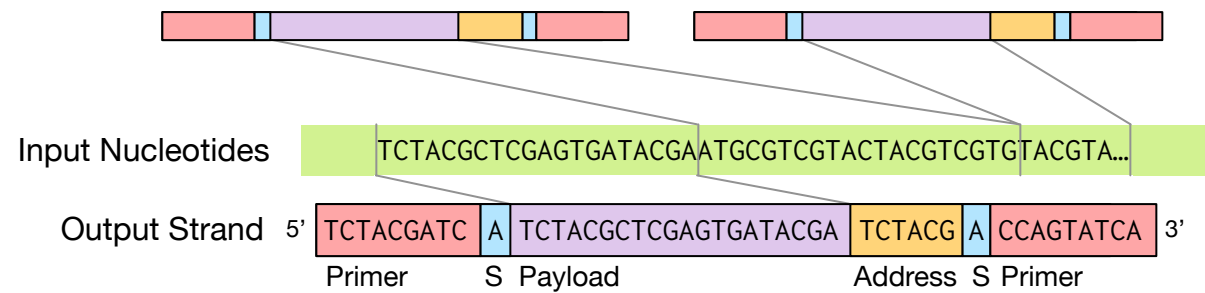 Input Nucleotides TCTACGCTCGAGTGATACGAATGCGTCGTACTACGTCGTGTACGTA...
Output Strand 5’ TCTACGATC A TCTACGCTCGAGTGATACGA TCTACG A CCAGTATCA 3’
Primer S Payload Address S Primer